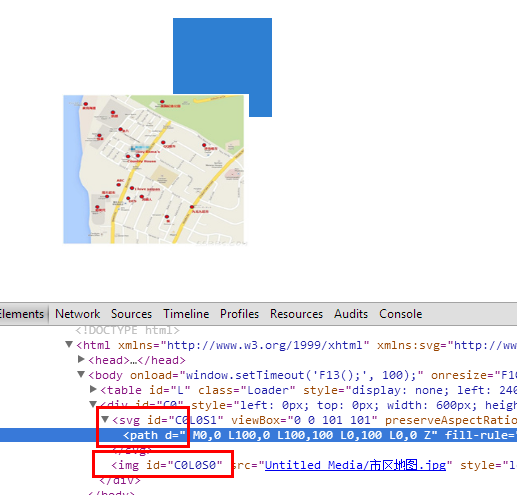 Elements Network Sources Timeline Profiles Resources Audits Console
<!DOCTYPE html>
▼<html xmlns="http://www.w3.org/1999/xhtml" xmlns:svg="http://ww
▶<head>…</head>
▼<body onload="window.setTimeout('F13();', 100);" onresize="F1
▶<table id="L" class="Loader" style="display: none; left: 240
▼<div id="C0" style="left: 0px; top: 0px; width: 600px; heigh
▼<svg id="C0L0S1" viewBox="0 0 101 101" preserveAspectRatio
<path d=" M0,0 L100,0 L100,100 L0,100 L0,0 Z" fill-rule="
</svg>
<img id="C0L0S0" src="Untitled Media/市区地图.jpg" style="l
</div>
</body>